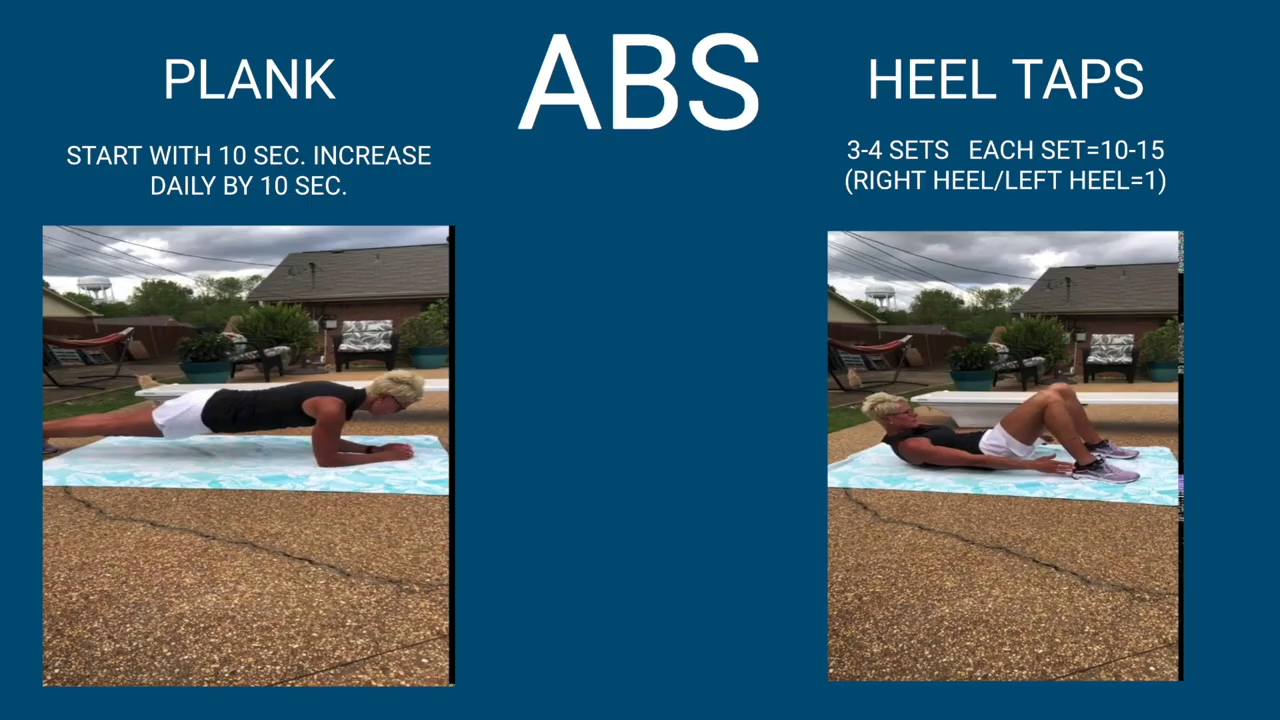 ABS
PLANK
START WITH 10 SEC. INCREASE
DAILY BY 10 SEC.
HEEL TAPS
3-4 SETS   EACH SET=10-15
(RIGHT HEEL/LEFT HEEL=1)